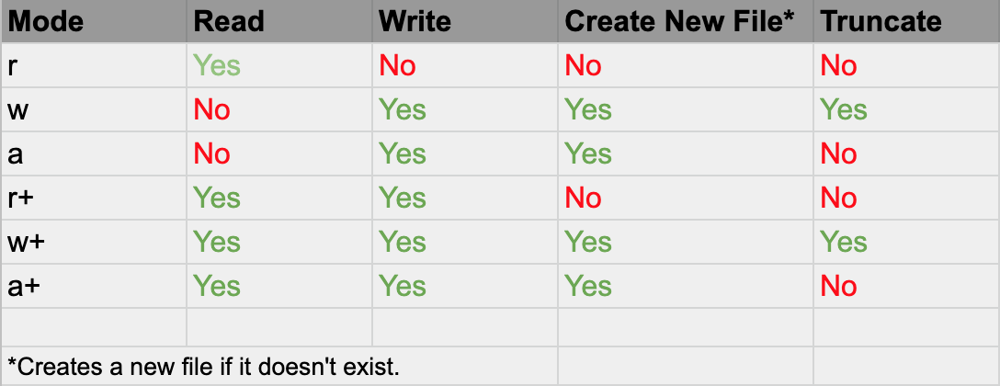 Mode Read Write Create New File* Truncate
r Yes No No No
w No Yes Yes Yes
a No Yes Yes No
r+ Yes Yes No No
w+ Yes Yes Yes Yes
a+ Yes Yes Yes No
*Creates a new file if it doesn't exist.